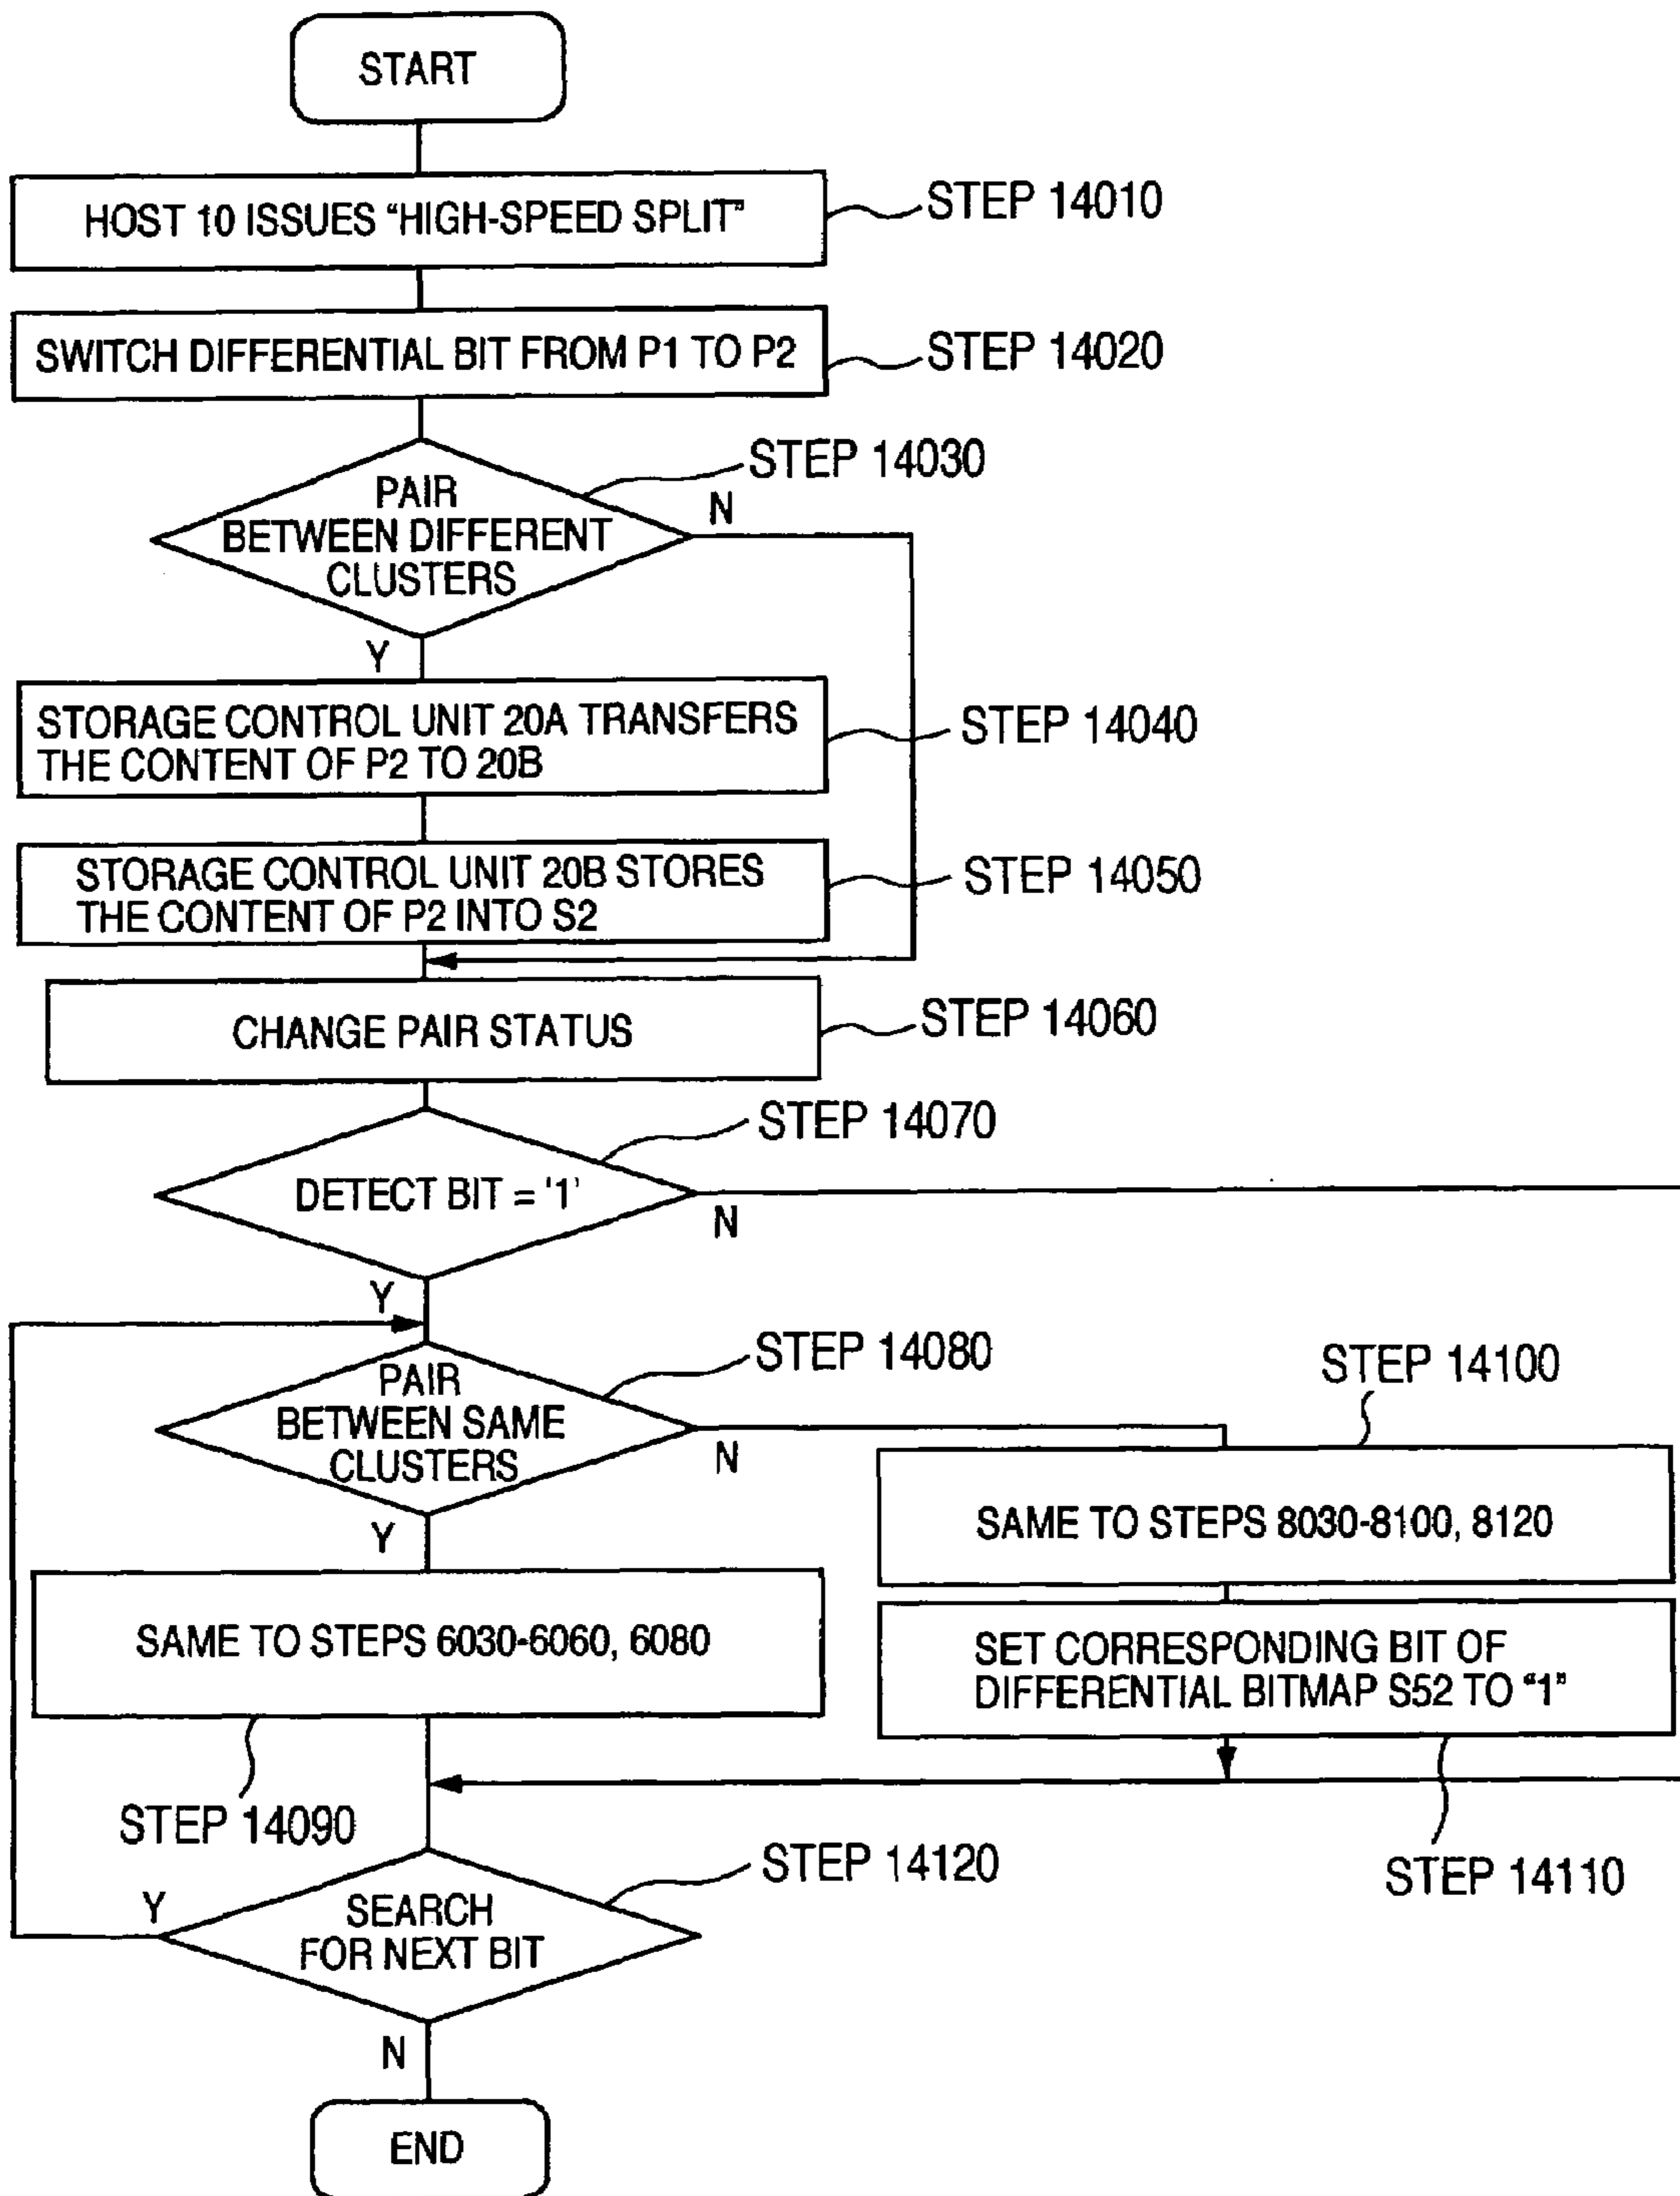 START
HOST 10 ISSUES “HIGH-SPEED SPLIT”
STEP 14010
SWITCH DIFFERENTIAL BIT FROM P1 TO P2
STEP 14020
STEP 14030
PAIR
BETWEEN DIFFERENT
CLUSTERS
N
Y
STORAGE CONTROL UNIT 20A TRANSFERS
THE CONTENT OF P2 TO 20B
STEP 14040
STORAGE CONTROL UNIT 20B STORES
THE CONTENT OF P2 INTO S2
STEP 14050
CHANGE PAIR STATUS
STEP 14060
STEP 14070
DETECT BIT = '1'
N
Y
STEP 14080
PAIR
BETWEEN SAME
CLUSTERS
N
Y
STEP 14100
SAME TO STEPS 8030-8100, 8120
SAME TO STEPS 6030-6060, 6080
SET CORRESPONDING BIT OF
DIFFERENTIAL BITMAP S52 TO “1”
STEP 14090
STEP 14110
STEP 14120
SEARCH
FOR NEXT BIT
Y
N
END